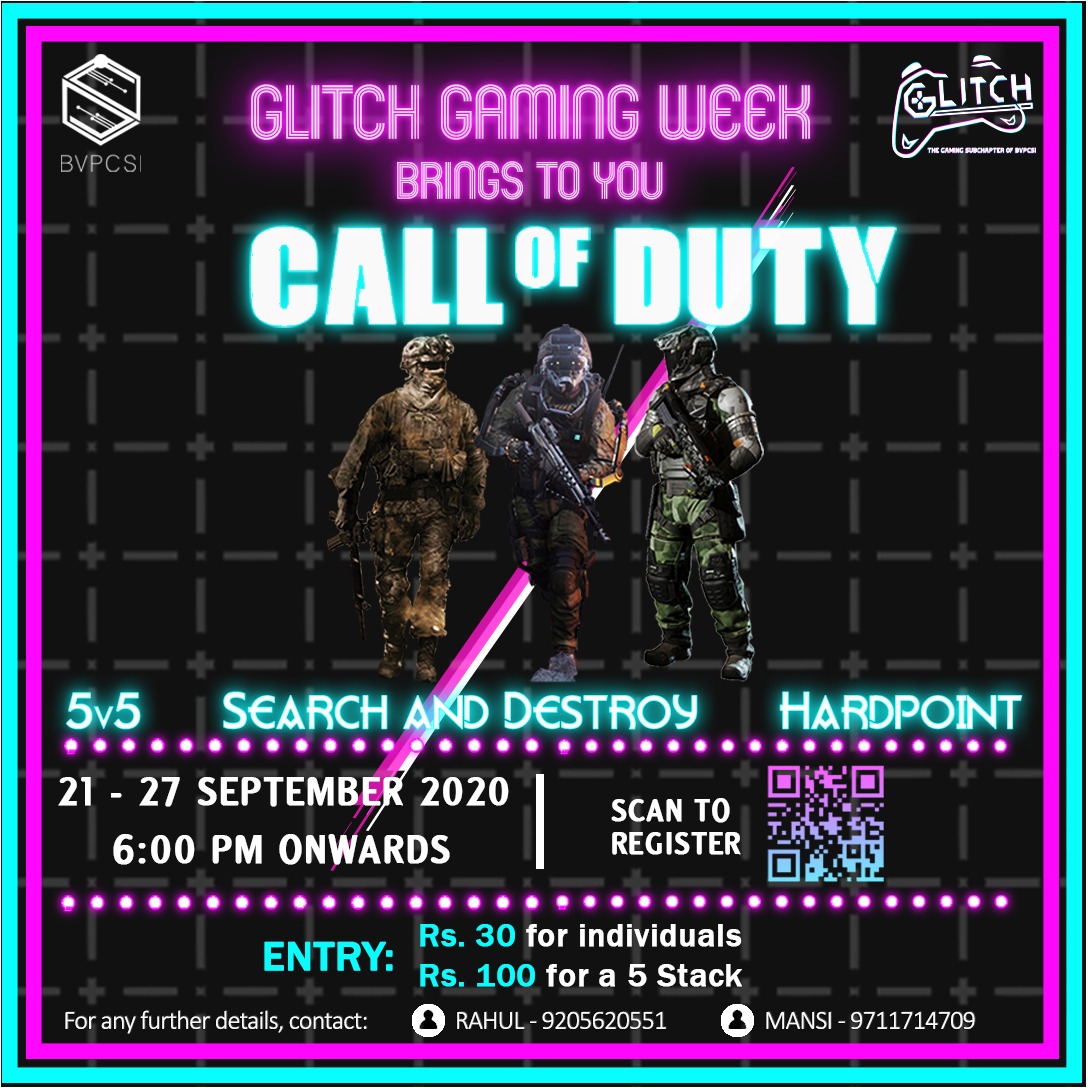 BVPCSI
GLITCH
THE GAMING SUBCHAPTER OF BVPCSI
GLITCH GAMING WEEK
BRINGS TO YOU
CALL OF DUTY
5v5 SEARCH AND DESTROY HARDPOINT
21 - 27 SEPTEMBER 2020
6:00 PM ONWARDS
SCAN TO
REGISTER
ENTRY:
Rs. 30 for individuals
Rs. 100 for a 5 Stack
For any further details, contact: RAHUL - 9205620551 MANSI - 9711714709